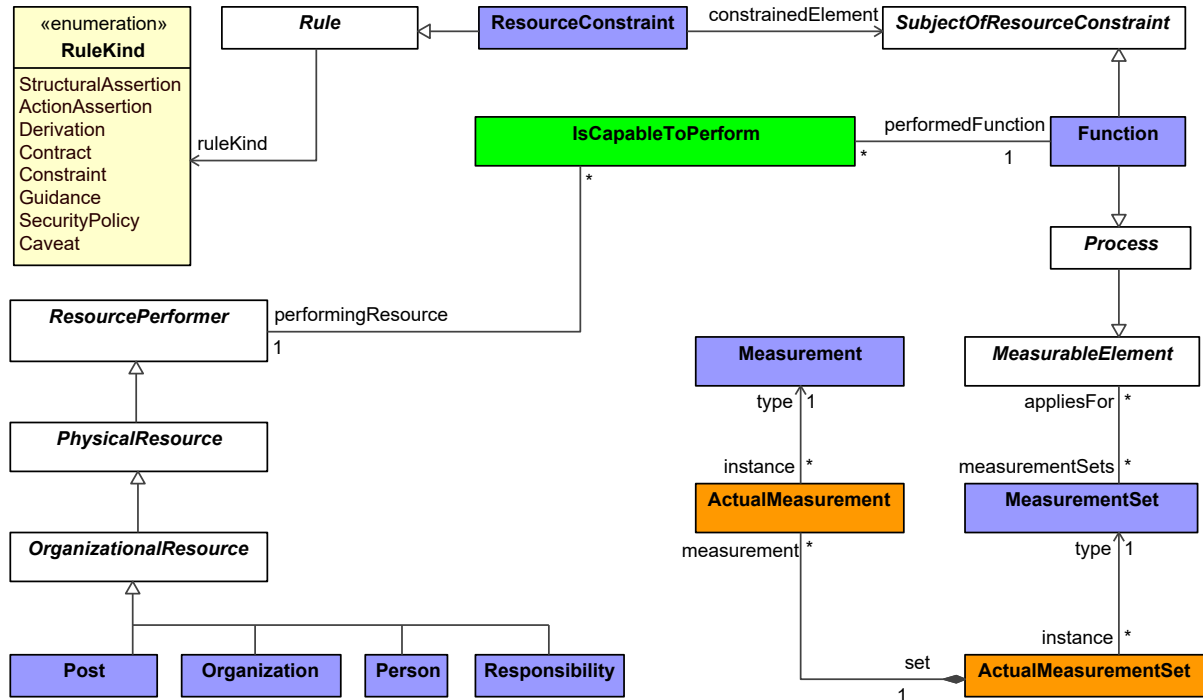 «enumeration»
RuleKind
StructuralAssertion
ActionAssertion
Derivation
Contract
Constraint
Guidance
SecurityPolicy
Caveat
Rule
ResourceConstraint
constrainedElement
SubjectOfResourceConstraint
ruleKind
IsCapableToPerform
performedFunction
*
1
Function
*
Process
ResourcePerformer
performingResource
1
Measurement
MeasurableElement
type 1
appliesFor *
PhysicalResource
instance *
measurementSets *
ActualMeasurement
MeasurementSet
OrganizationalResource
measurement *
type 1
instance *
Post
Organization
Person
Responsibility
set
1
ActualMeasurementSet